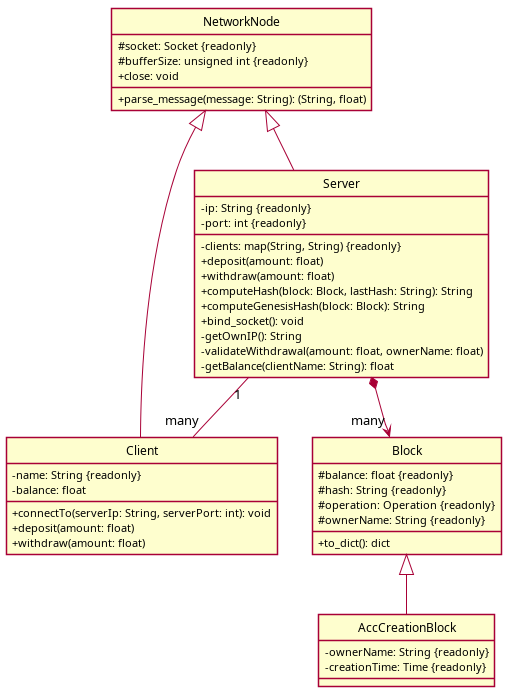 NetworkNode
#socket: Socket {readonly}
#bufferSize: unsigned int {readonly}
+close: void
+parse_message(message: String): (String, float)
Server
-ip: String {readonly}
-port: int {readonly}
-clients: map(String, String) {readonly}
+deposit(amount: float)
+withdraw(amount: float)
+computeHash(block: Block, lastHash: String): String
+computeGenesisHash(block: Block): String
+bind_socket(): void
-getOwnIP(): String
-validateWithdrawal(amount: float, ownerName: float)
-getBalance(clientName: String): float
1
many
many
Client
-name: String {readonly}
-balance: float
+connectTo(serverIp: String, serverPort: int): void
+deposit(amount: float)
+withdraw(amount: float)
Block
#balance: float {readonly}
#hash: String {readonly}
#operation: Operation {readonly}
#ownerName: String {readonly}
+to_dict(): dict
AccCreationBlock
-ownerName: String {readonly}
-creationTime: Time {readonly}